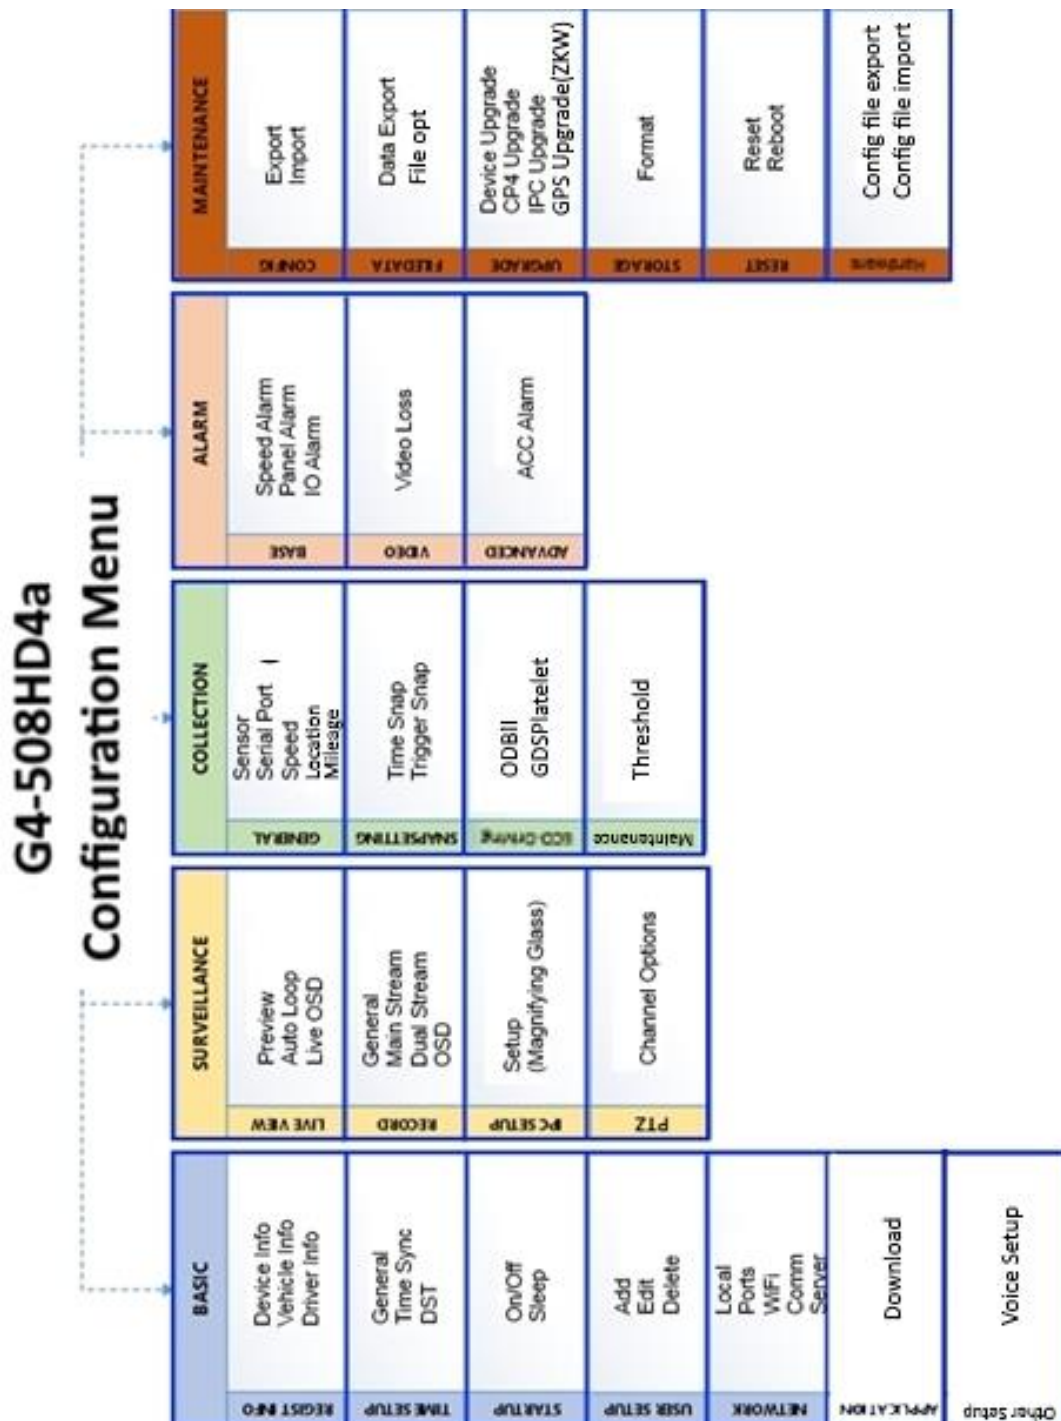 G4-508HD4a
Configuration Menu
BASIC
REGIST INFO
Device Info
Vehicle Info
Driver Info
TIME SETUP
General
Time Sync
DST
STARTUP
On/Off
Sleep
USER SETUP
Add
Edit
Delete
NETWORK
Local
Ports
WiFi
Comm
Server
APPLICATION
Download
Other Setup
Voice Setup
SURVEILLANCE
LIVE VIEW
Preview
Auto Loop
Live OSD
RECORD
General
Main Stream
Dual Stream
OSD
IPC SETUP
Setup
(Magnifying Glass)
PTZ
Channel Options
COLLECTION
GENERAL
Sensor
Serial Port (
Speed
Location
Mileage
SNAPSETTING
Time Snap
Trigger Snap
ECO-Driving
ODBII
GDSPlatelet
Maintenance
Threshold
ALARM
BASE
Speed Alarm
Panel Alarm
IO Alarm
VIDEO
Video Loss
ADVANCED
ACC Alarm
MAINTENANCE
CONFIG
Export
Import
FILEDATA
Data Export
File opt
UPGRADE
Device Upgrade
CP4 Upgrade
IPC Upgrade
GPS Upgrade(ZKW)
STORAGE
Format
RESET
Reset
Reboot
Hardware
Config file export
Config file import